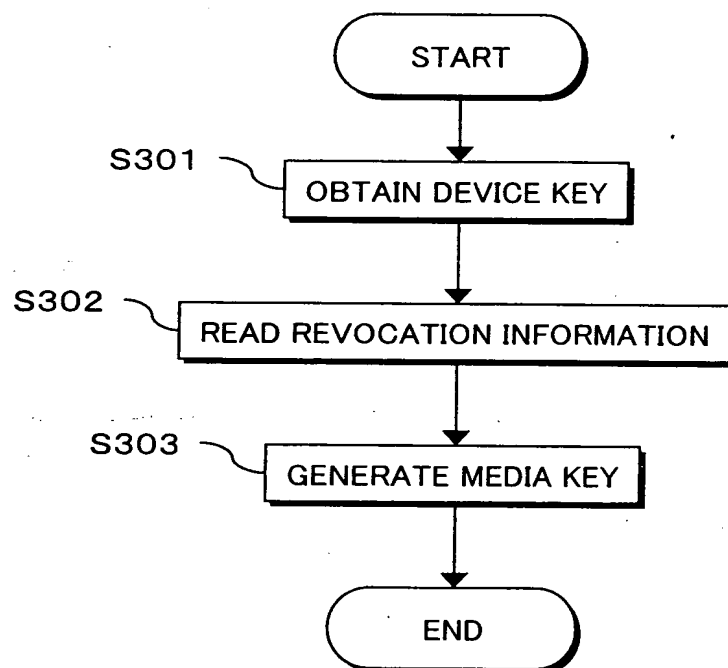 START
S301
OBTAIN DEVICE KEY
S302
READ REVOCATION INFORMATION
S303
GENERATE MEDIA KEY
END